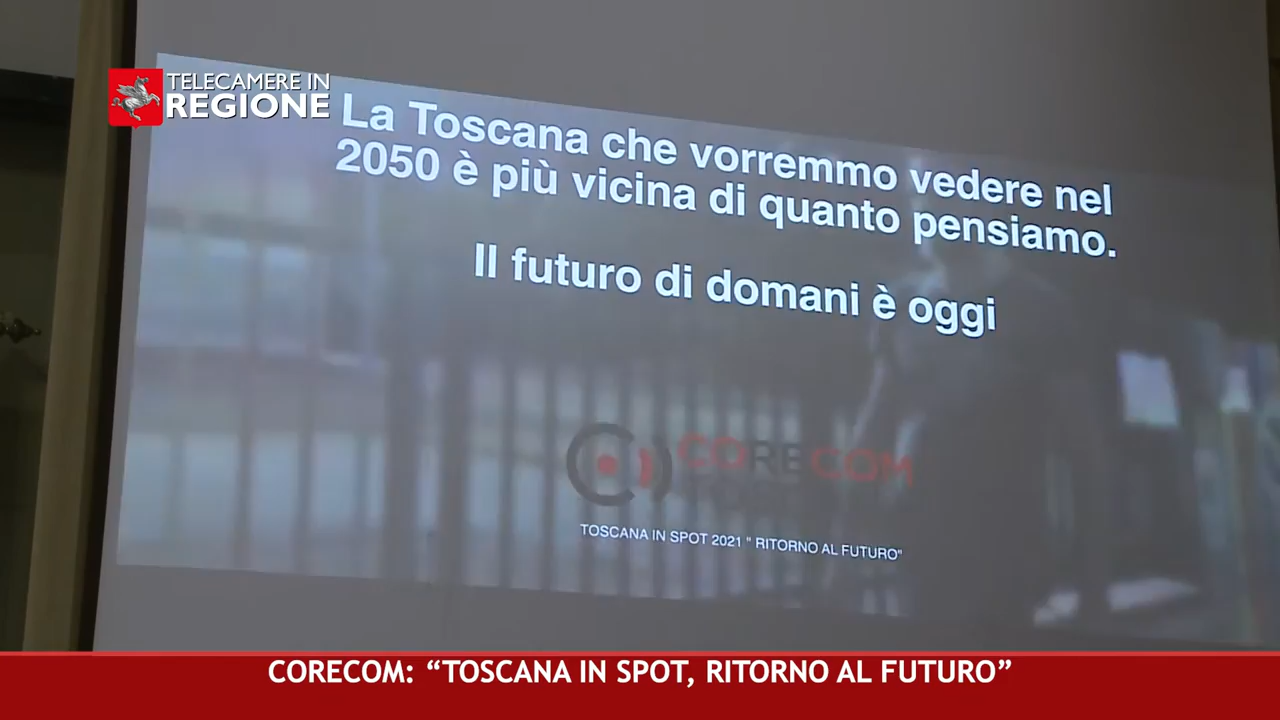 TELECAMERE IN
REGIONE
La Toscana che vorremmo vedere nel
2050 è più vicina di quanto pensiamo.
Il futuro di domani è oggi
CORECOM
TOSCANA IN SPOT 2021 " RITORNO AL FUTURO"
CORECOM: “TOSCANA IN SPOT, RITORNO AL FUTURO”